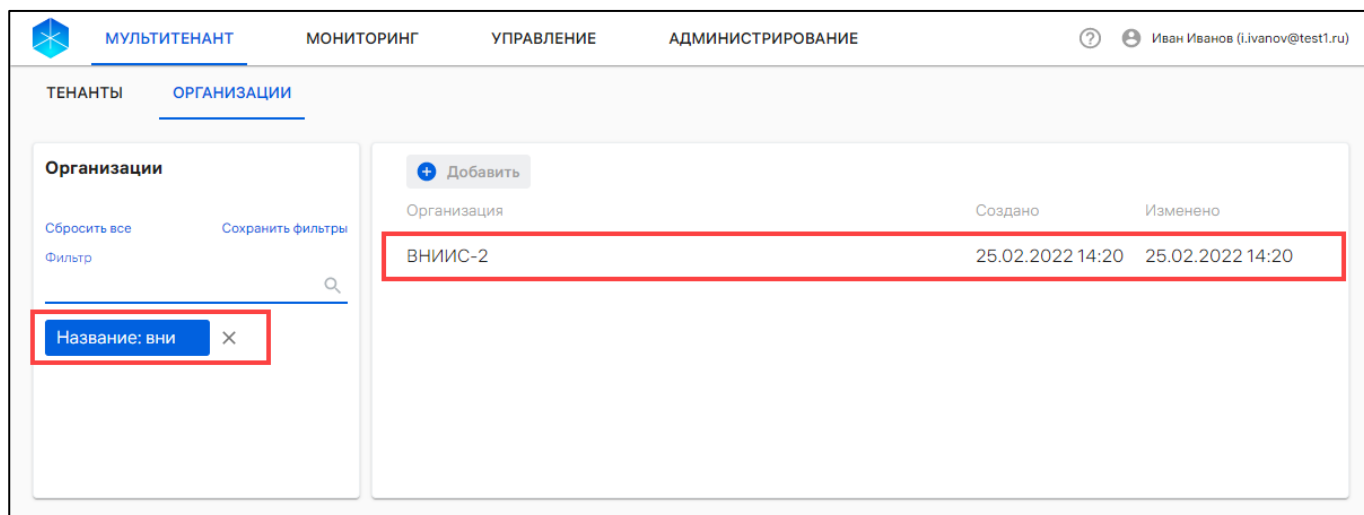 МУЛЬТИТЕНАНТ МОНИТОРИНГ УПРАВЛЕНИЕ АДМИНИСТРИРОВАНИЕ Иван Иванов (i.ivanov@test1.ru)
ТЕНАНТЫ ОРГАНИЗАЦИИ
Организации
Добавить
Организация Создано Изменено
Сбросить все Сохранить фильтры
Фильтр
ВНИИС-2 25.02.2022 14:20 25.02.2022 14:20
Название: вни